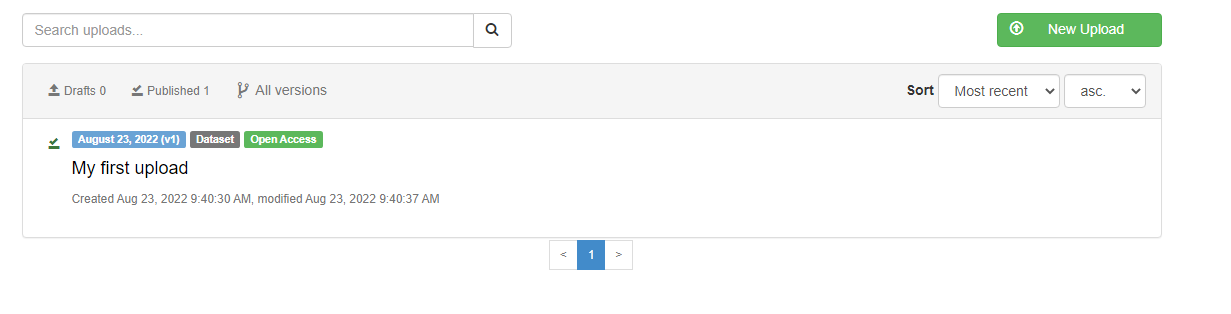 Search uploads...
New Upload
Drafts 0 Published 1 All versions Sort Most recent asc.
August 23, 2022 (v1) Dataset Open Access
My first upload
Created Aug 23, 2022 9:40:30 AM, modified Aug 23, 2022 9:40:37 AM
< 1 >